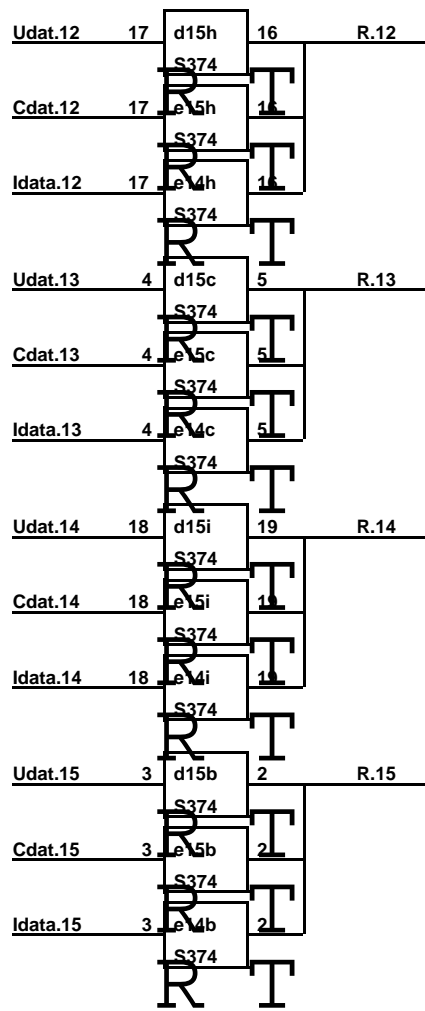 Udat.12 17 d15h 16 R.12
S374
R T
Cdat.12 17 e15h 16
S374
R T
Idata.12 17 e14h 16
S374
R T
Udat.13 4 d15c 5 R.13
S374
R T
Cdat.13 4 e15c 5
S374
R T
Idata.13 4 e14c 5
S374
R T
Udat.14 18 d15i 19 R.14
S374
R T
Cdat.14 18 e15i 19
S374
R T
Idata.14 18 e14i 19
S374
R T
Udat.15 3 d15b 2 R.15
S374
R T
Cdat.15 3 e15b 2
S374
R T
Idata.15 3 e14b 2
S374
R T